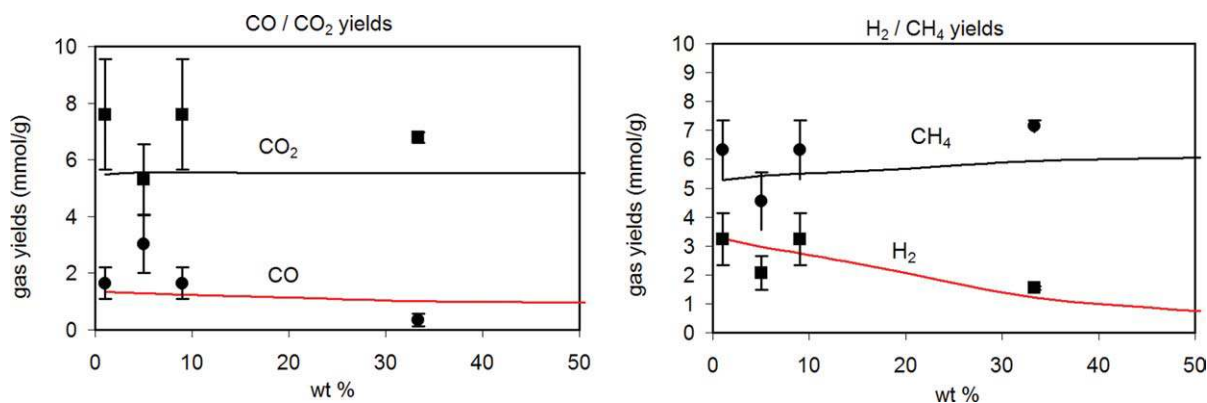 CO / CO₂ yields
gas yields (mmol/g)
10
8
6
4
2
0
CO₂
CO
0 10 20 30 40 50
wt %
H₂ / CH₄ yields
gas yields (mmol/g)
10
9
8
7
6
5
4
3
2
1
0
CH₄
H₂
0 10 20 30 40 50
wt %